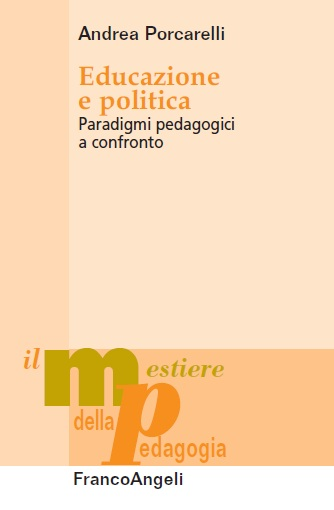 Andrea Porcarelli
Educazione
e politica
Paradigmi pedagogici
a confronto
il mestiere
della
pedagogia
FrancoAngeli